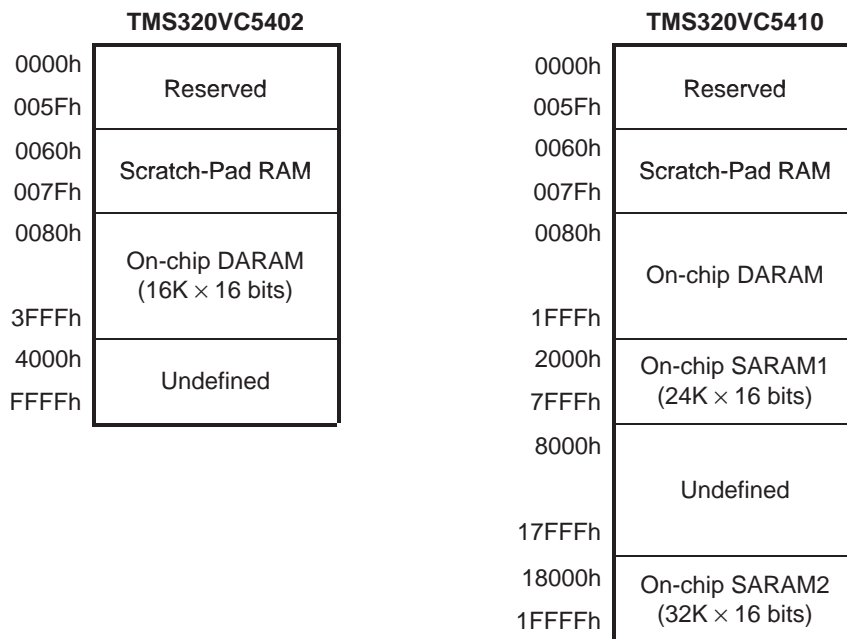 TMS320VC5402
0000h
Reserved
005Fh
0060h
Scratch-Pad RAM
007Fh
0080h
On-chip DARAM
(16K × 16 bits)
3FFFh
4000h
Undefined
FFFFh
TMS320VC5410
0000h
Reserved
005Fh
0060h
Scratch-Pad RAM
007Fh
0080h
On-chip DARAM
1FFFh
2000h
On-chip SARAM1
(24K × 16 bits)
7FFFh
8000h
Undefined
17FFFh
18000h
On-chip SARAM2
(32K × 16 bits)
1FFFFh